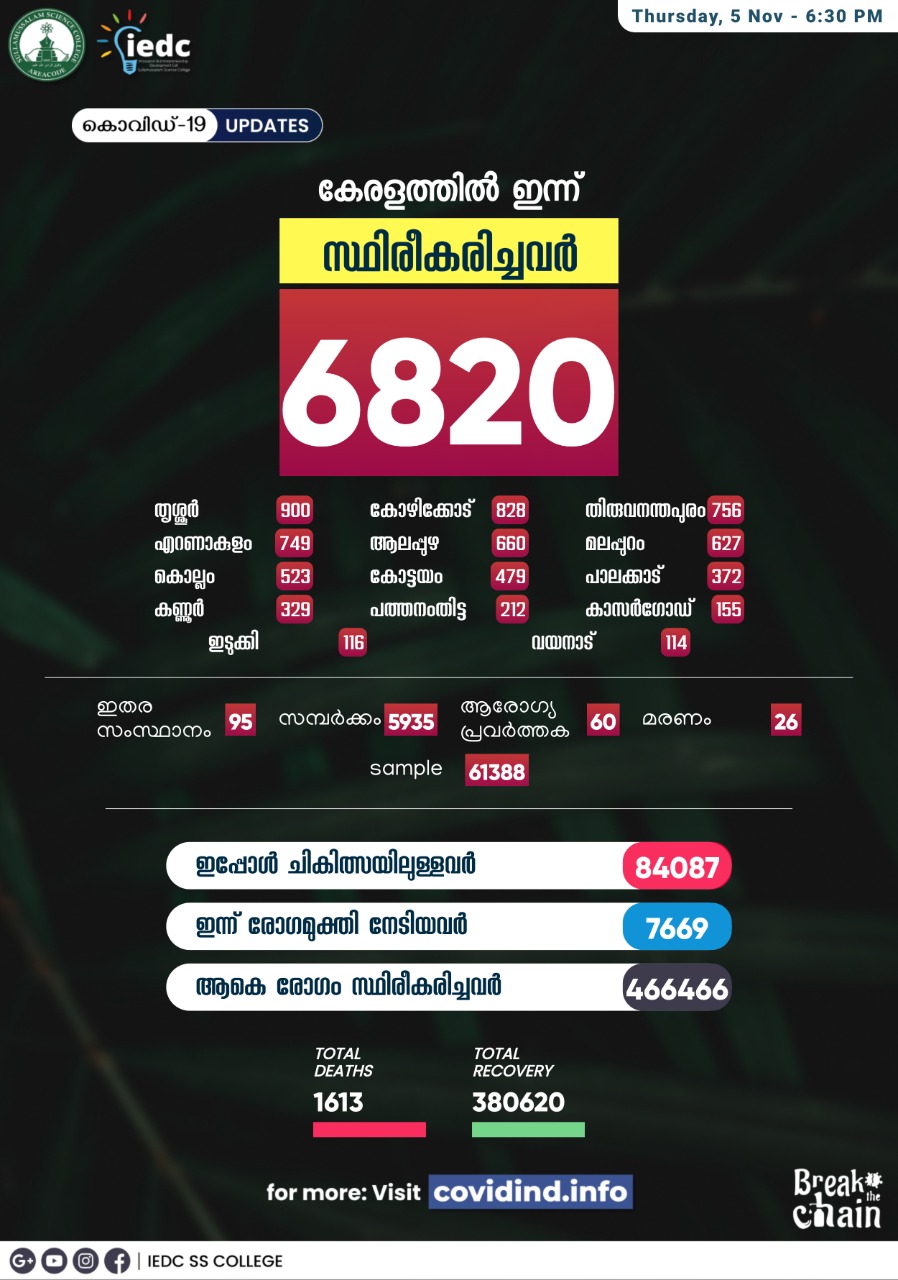 Thursday, 5 Nov - 6:30 PM
SULLAMUSSALAM SCIENCE COLLEGE
AREACODE
iedc
കൊവിഡ്-19 UPDATES
കേരളത്തിൽ ഇന്ന്
സ്ഥിരീകരിച്ചവർ
6820
തൃശ്ശൂർ 900 കോഴിക്കോട് 828 തിരുവനന്തപുരം 756
എറണാകുളം 749 ആലപ്പുഴ 660 മലപ്പുറം 627
കൊല്ലം 523 കോട്ടയം 479 പാലക്കാട് 372
കണ്ണൂർ 329 പത്തനംതിട്ട 212 കാസർഗോഡ് 155
ഇടുക്കി 116 വയനാട് 114
ഇതര
സംസ്ഥാനം 95 സമ്പർക്കം 5935 ആരോഗ്യ
പ്രവർത്തക 60 മരണം 26
sample 61388
ഇപ്പോൾ ചികിത്സയിലുള്ളവർ 84087
ഇന്ന് രോഗമുക്തി നേടിയവർ 7669
ആകെ രോഗം സ്ഥിരീകരിച്ചവർ 466466
TOTAL
DEATHS
1613
TOTAL
RECOVERY
380620
for more: Visit covidind.info
Break
the
chain
G+ f | IEDC SS COLLEGE